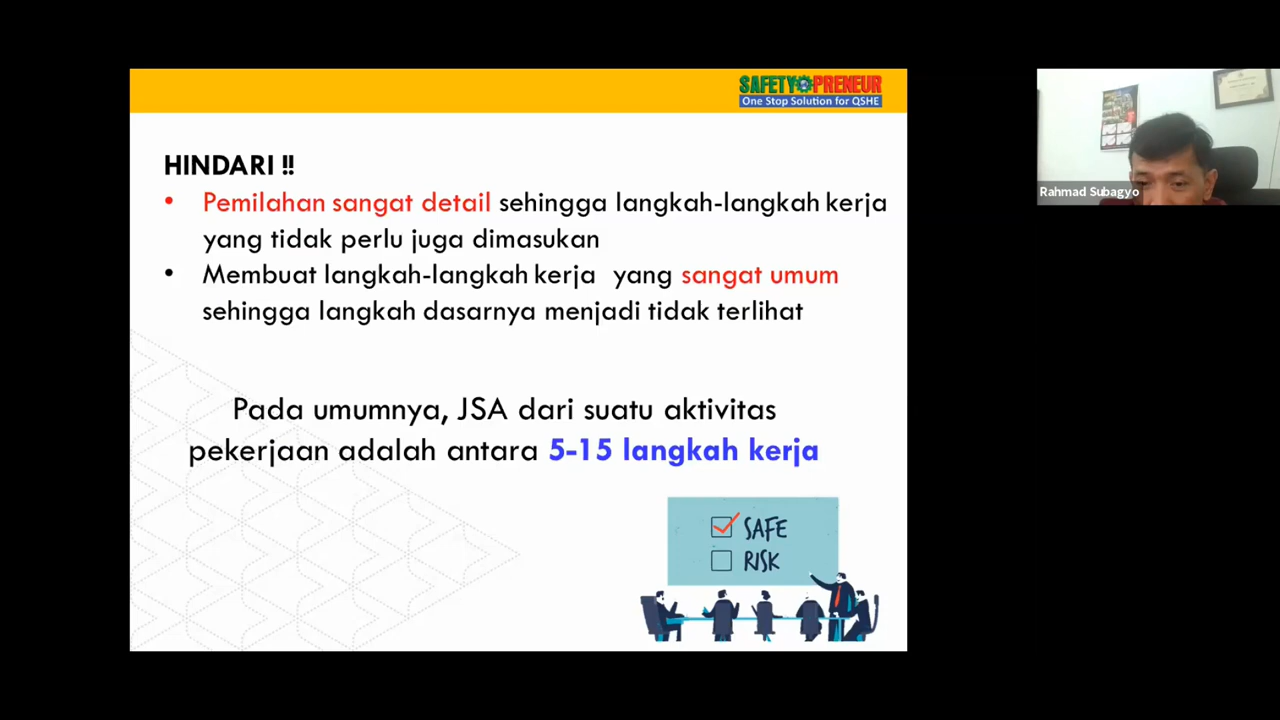 SAFETY PRENEUR
One Stop Solution for QSHE
HINDARI !!
• Pemilahan sangat detail sehingga langkah-langkah kerja
yang tidak perlu juga dimasukan
• Membuat langkah-langkah kerja yang sangat umum
sehingga langkah dasarnya menjadi tidak terlihat
Pada umumnya, JSA dari suatu aktivitas
pekerjaan adalah antara 5-15 langkah kerja
SAFE
RISK
Rahmad Subagyo